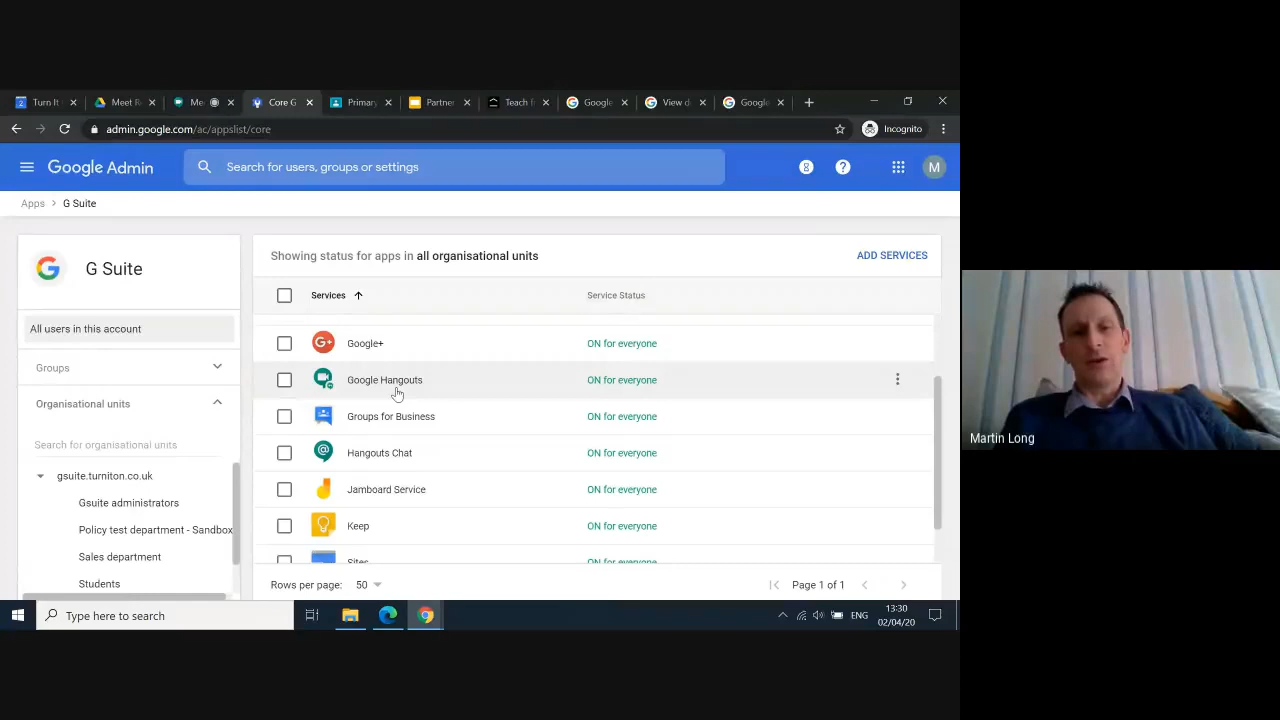 Turn It
Meet R
Me
Core G
Primary
Partner
Teach f
Google
View d
Google
admin.google.com/ac/appslist/core
Incognito
Google Admin
Search for users, groups or settings
M
Apps > G Suite
G Suite
All users in this account
Groups
Organisational units
Search for organisational units
gsuite.turniton.co.uk
Gsuite administrators
Policy test department - Sandbox
Sales department
Students
Showing status for apps in all organisational units
ADD SERVICES
Services
Service Status
Google+ ON for everyone
Google Hangouts ON for everyone
Groups for Business ON for everyone
Hangouts Chat ON for everyone
Jamboard Service ON for everyone
Keep ON for everyone
Sites ON for everyone
Rows per page: 50
Page 1 of 1
Type here to search
ENG
13:30
02/04/20
Martin Long